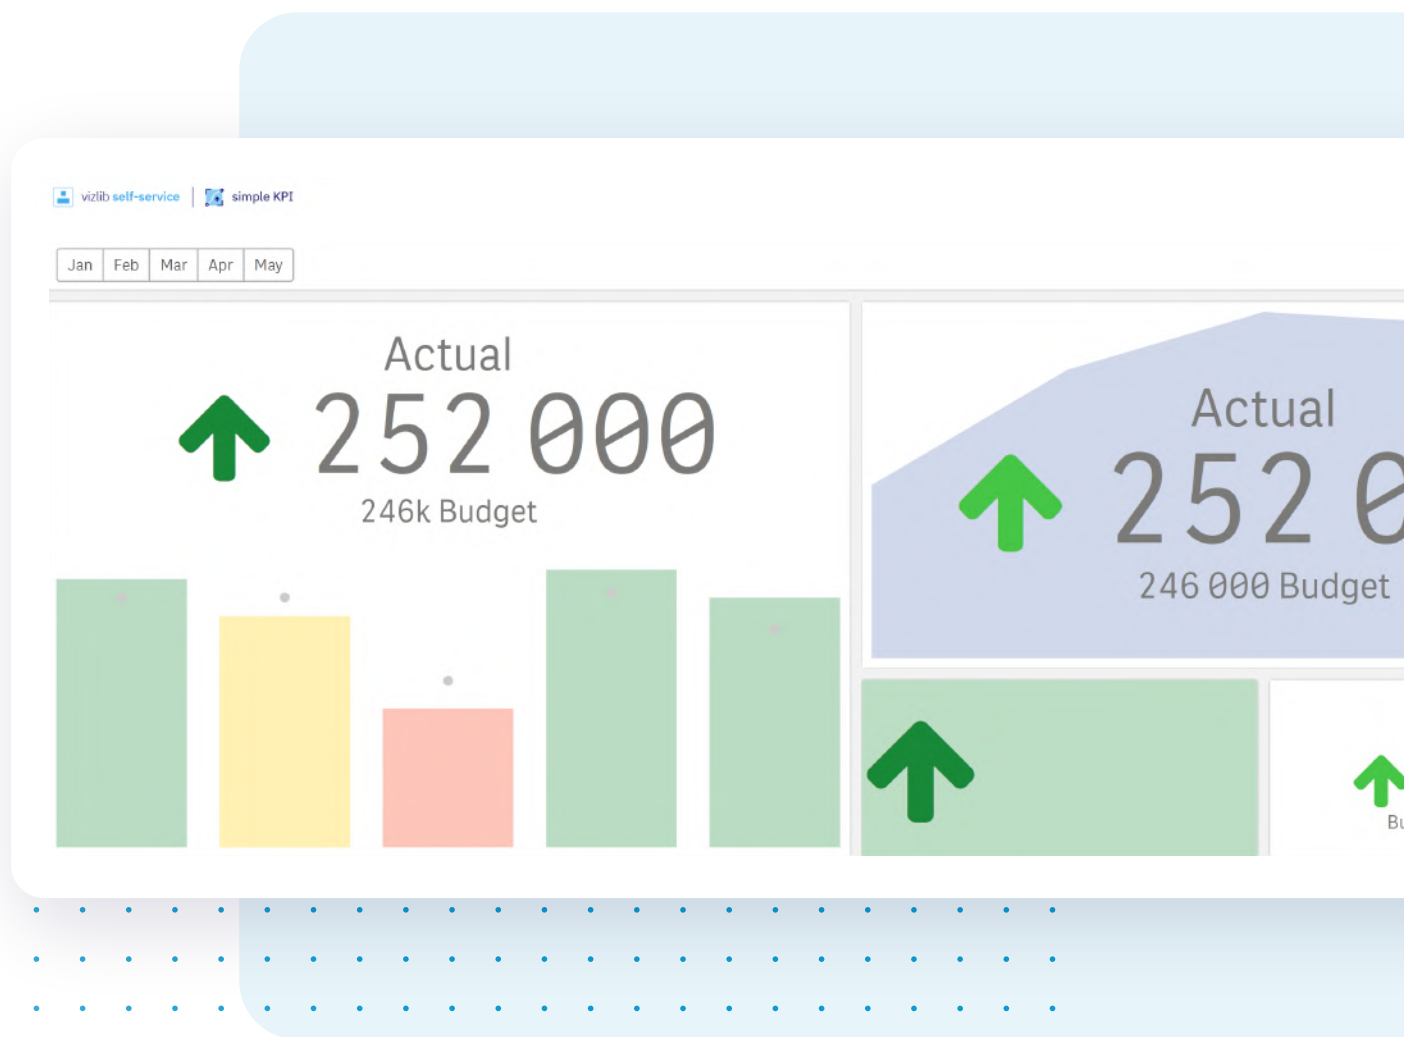 vizlib self-service simple KPI
Jan Feb Mar Apr May
Actual
252 000
246k Budget
Actual
252 0
246 000 Budget
Bu